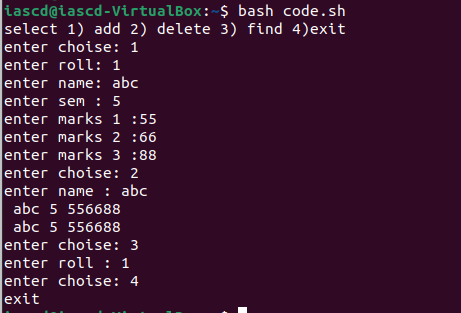 iascd@iascd-VirtualBox:~$ bash code.sh
select 1) add 2) delete 3) find 4)exit
enter choise: 1
enter roll: 1
enter name: abc
enter sem : 5
enter marks 1 :55
enter marks 2 :66
enter marks 3 :88
enter choise: 2
enter name : abc
 abc 5 556688
 abc 5 556688
enter choise: 3
enter roll : 1
enter choise: 4
exit